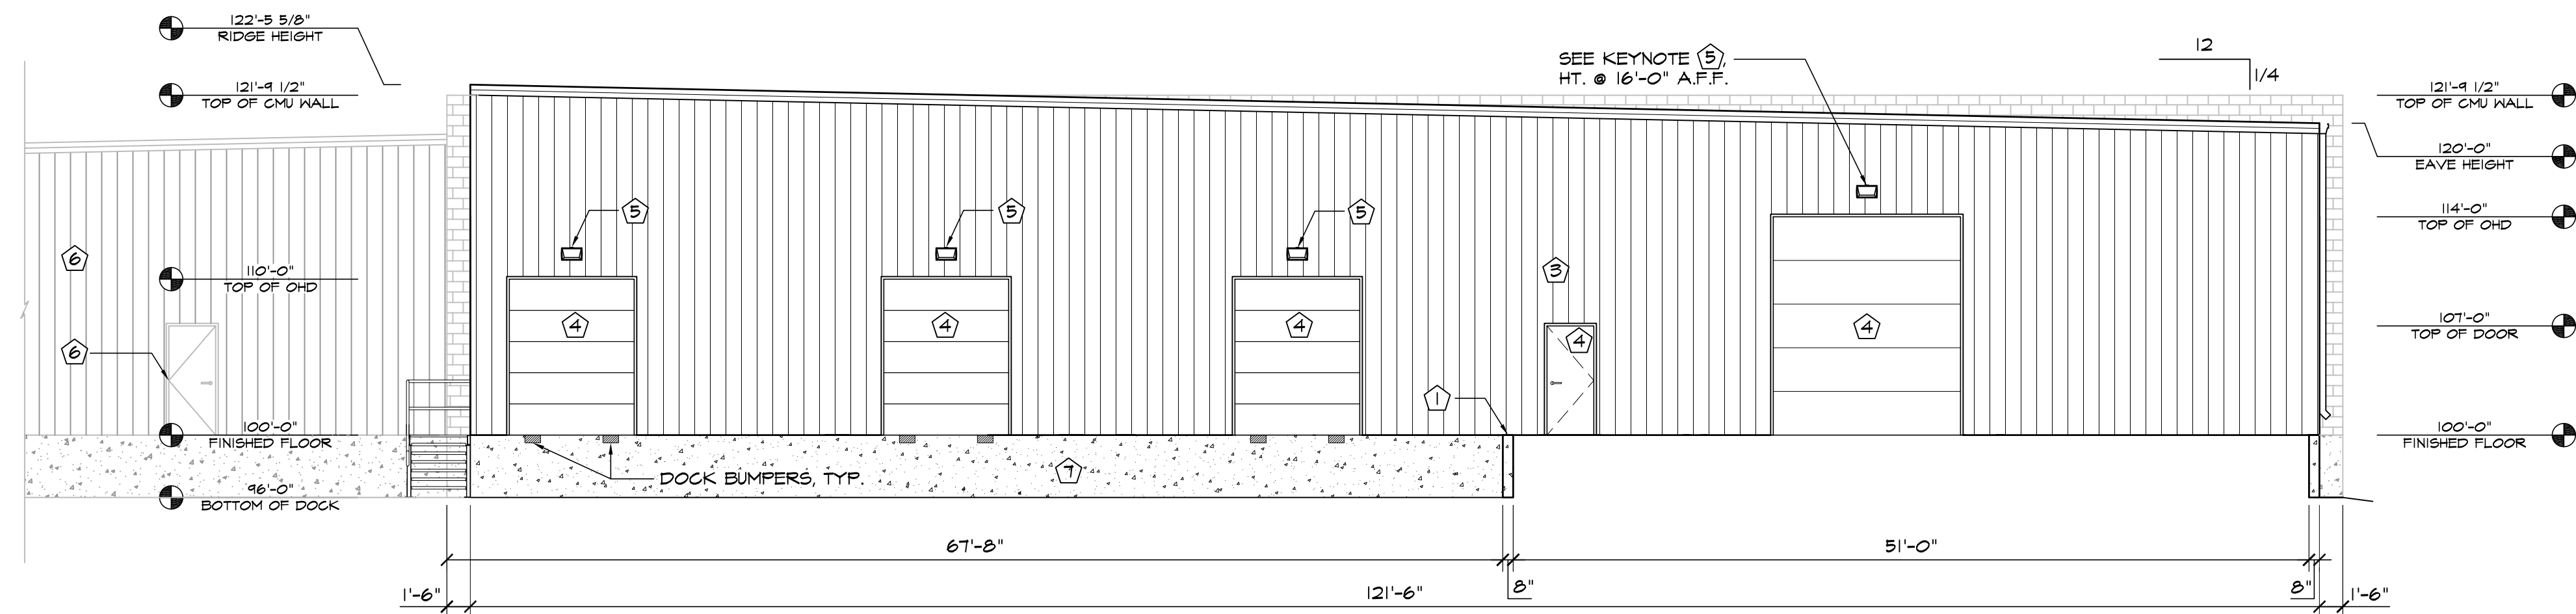 122'-5 5/8"
RIDGE HEIGHT
121'-9 1/2"
TOP OF CMU WALL
110'-0"
TOP OF OHD
100'-0"
FINISHED FLOOR
96'-0"
BOTTOM OF DOCK
6
6
5
5
5
SEE KEYNOTE 5,
HT. @ 16'-0" A.F.F.
12
1/4
4
4
4
3
4
4
1
7
DOCK BUMPERS, TYP.
121'-9 1/2"
TOP OF CMU WALL
120'-0"
EAVE HEIGHT
114'-0"
TOP OF OHD
107'-0"
TOP OF DOOR
100'-0"
FINISHED FLOOR
67'-8"
51'-0"
8"
8"
1'-6"
121'-6"
1'-6"